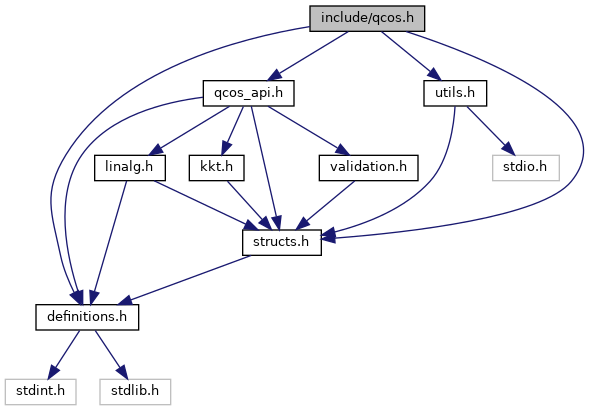 include/qcos.h
qcos_api.h
utils.h
linalg.h
kkt.h
validation.h
stdio.h
structs.h
definitions.h
stdint.h
stdlib.h